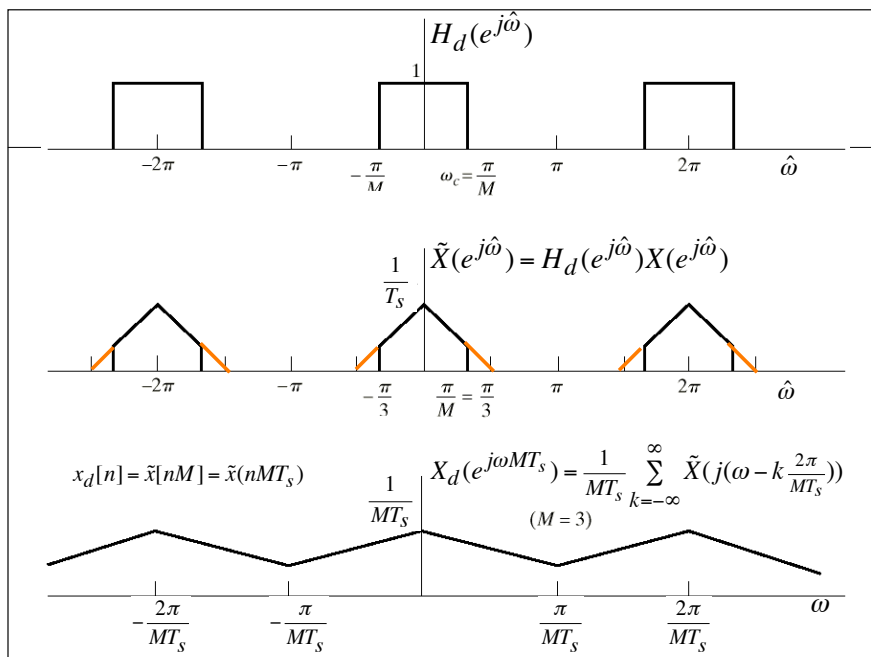 H_d(e^{jω̂})
1
−2π −π −π/M ω_c = π/M π 2π ω̂
X̃(e^{jω̂}) = H_d(e^{jω̂})X(e^{jω̂})
1/T_s
−2π −π −π/3 π/M = π/3 π 2π ω̂
x_d[n] = x̃[nM] = x̃(nMT_s)
X_d(e^{jωMT_s}) = 1/MT_s ∑_{k=−∞}^{∞} X̃(j(ω − k 2π/MT_s))
1/MT_s
(M = 3)
−2π/MT_s −π/MT_s π/MT_s 2π/MT_s ω